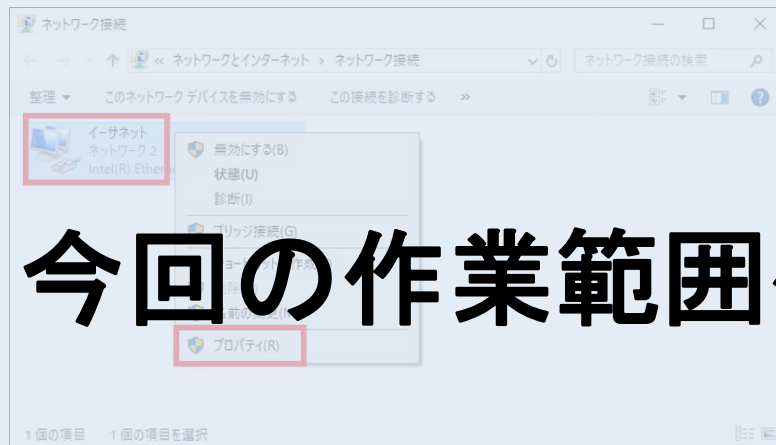 ネットワーク接続
« ネットワークとインターネット › ネットワーク接続
ネットワーク接続の検索
整理 このネットワーク デバイスを無効にする この接続を診断する »
イーサネット
ネットワーク 2
Intel(R) Ether
無効にする(B)
状態(U)
診断(I)
ブリッジ接続(G)
今回の作業範囲
プロパティ(R)
1 個の項目 1 個の項目を選択